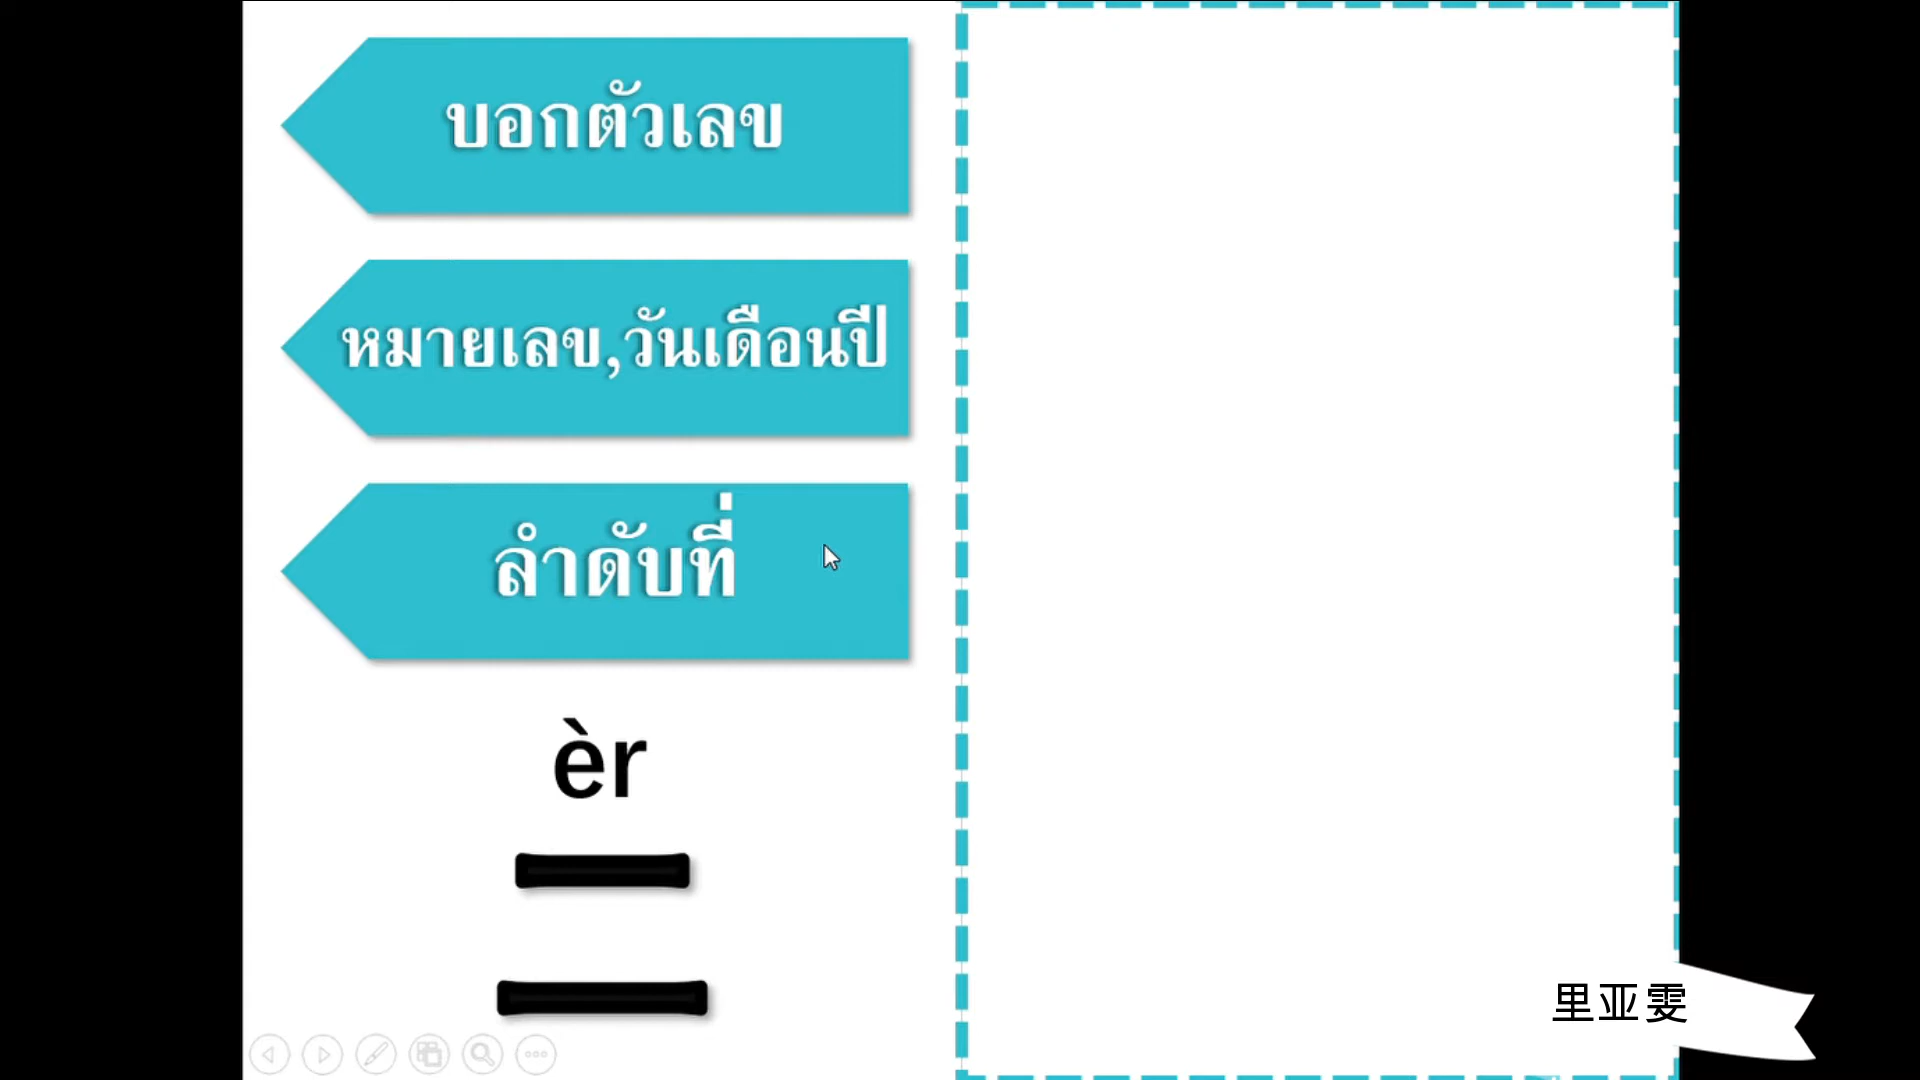 บอกตัวเลข
หมายเลข,วันเดือนปี
ลำดับที่
èr
二
里亚雯